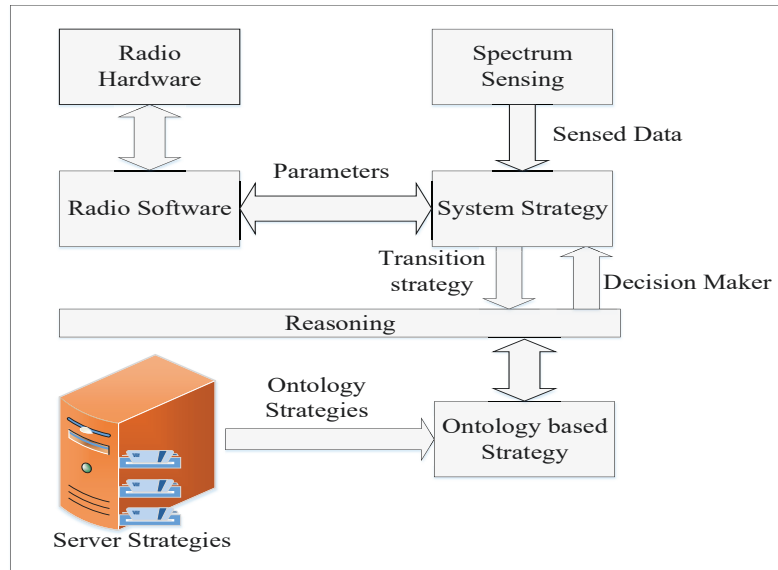 Radio
Hardware
Spectrum
Sensing
Sensed Data
Parameters
Radio Software
System Strategy
Transition
strategy
Decision Maker
Reasoning
Ontology
Strategies
Ontology based
Strategy
Server Strategies